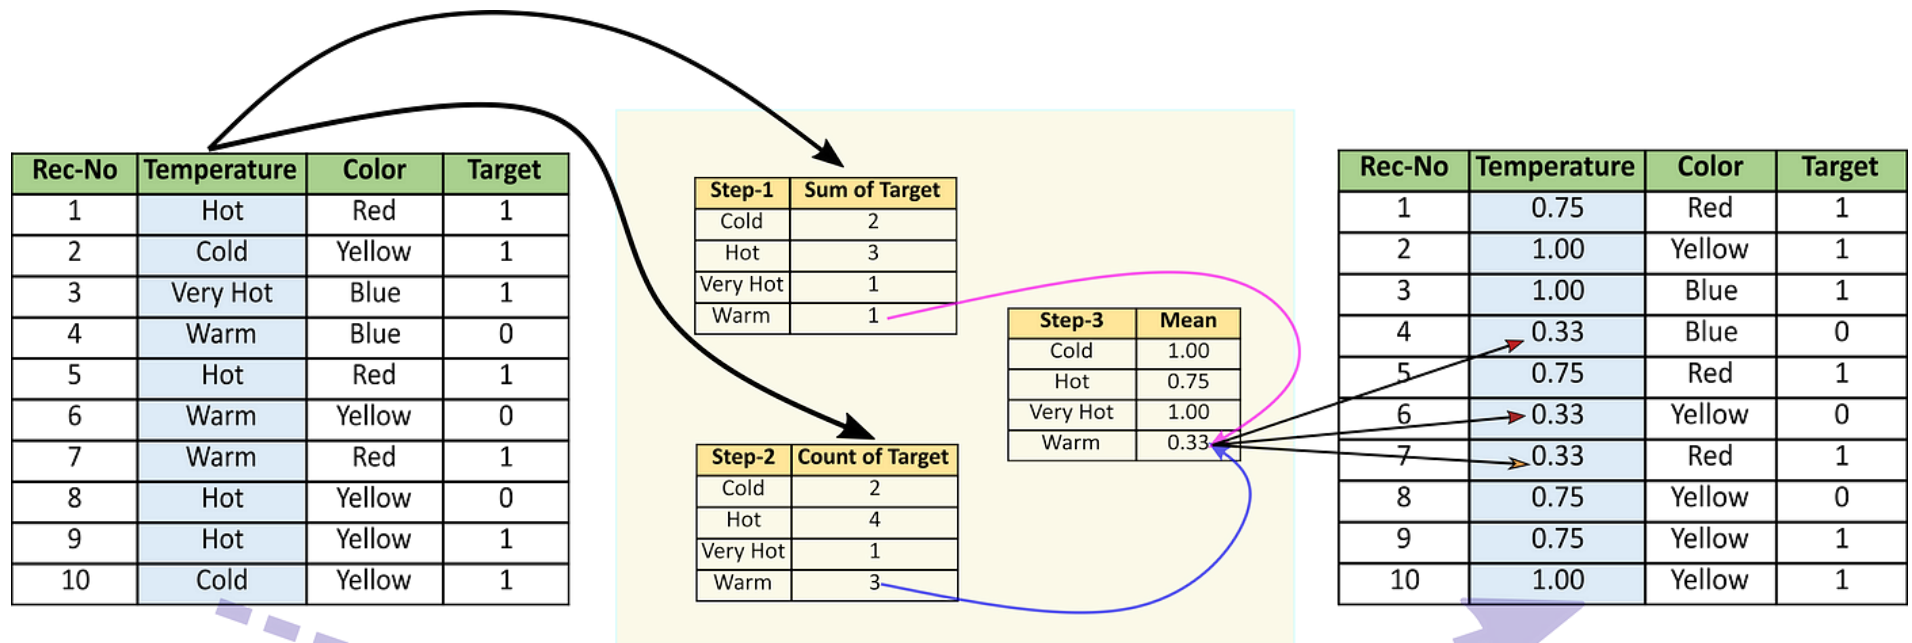 Rec-No Temperature Color Target
1 Hot Red 1
2 Cold Yellow 1
3 Very Hot Blue 1
4 Warm Blue 0
5 Hot Red 1
6 Warm Yellow 0
7 Warm Red 1
8 Hot Yellow 0
9 Hot Yellow 1
10 Cold Yellow 1
Step-1 Sum of Target
Cold 2
Hot 3
Very Hot 1
Warm 1
Step-2 Count of Target
Cold 2
Hot 4
Very Hot 1
Warm 3
Step-3 Mean
Cold 1.00
Hot 0.75
Very Hot 1.00
Warm 0.33
Rec-No Temperature Color Target
1 0.75 Red 1
2 1.00 Yellow 1
3 1.00 Blue 1
4 0.33 Blue 0
5 0.75 Red 1
6 0.33 Yellow 0
7 0.33 Red 1
8 0.75 Yellow 0
9 0.75 Yellow 1
10 1.00 Yellow 1